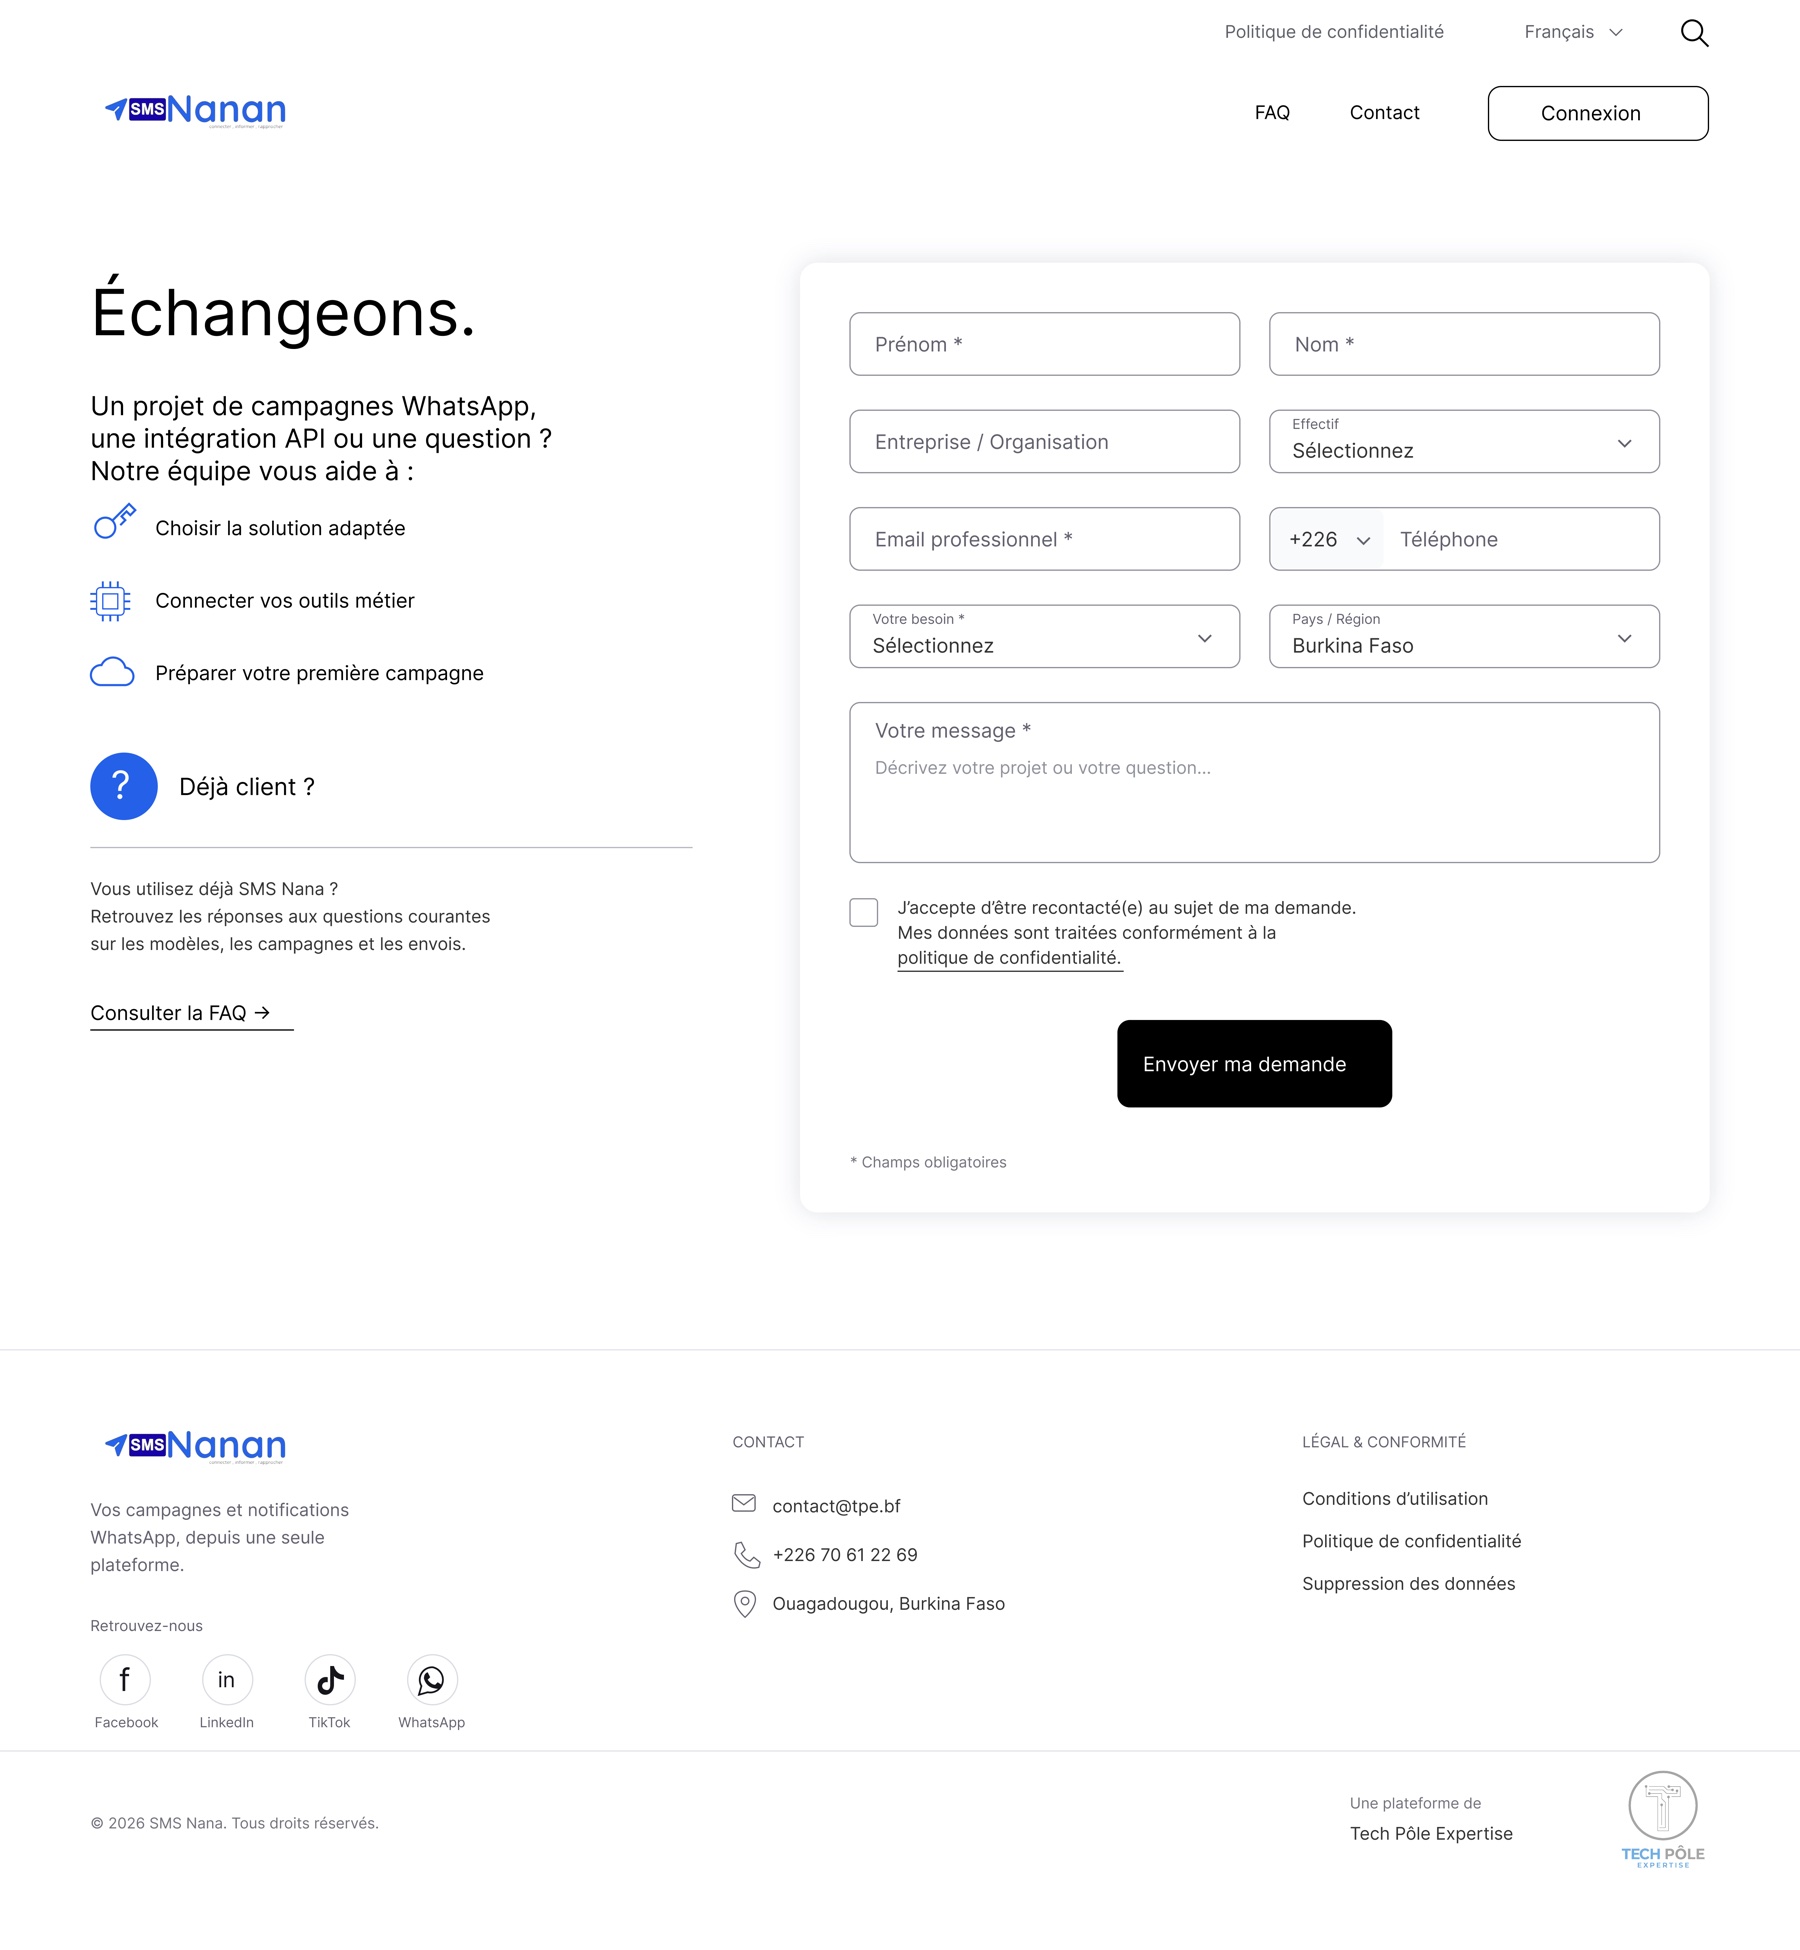 Politique de confidentialité
Français
SMS Nanan
connecter . informer . rapprocher
FAQ
Contact
Connexion
Échangeons.
Un projet de campagnes WhatsApp,
une intégration API ou une question ?
Notre équipe vous aide à :
Choisir la solution adaptée
Connecter vos outils métier
Préparer votre première campagne
?
Déjà client ?
Vous utilisez déjà SMS Nana ?
Retrouvez les réponses aux questions courantes
sur les modèles, les campagnes et les envois.
Consulter la FAQ →
Prénom *
Nom *
Entreprise / Organisation
Effectif
Sélectionnez
Email professionnel *
+226
Téléphone
Votre besoin *
Sélectionnez
Pays / Région
Burkina Faso
Votre message *
Décrivez votre projet ou votre question...
J’accepte d’être recontacté(e) au sujet de ma demande.
Mes données sont traitées conformément à la
politique de confidentialité.
Envoyer ma demande
* Champs obligatoires
SMS Nanan
connecter . informer . rapprocher
Vos campagnes et notifications
WhatsApp, depuis une seule
plateforme.
Retrouvez-nous
f
in
Facebook
LinkedIn
TikTok
WhatsApp
CONTACT
contact@tpe.bf
+226 70 61 22 69
Ouagadougou, Burkina Faso
LÉGAL & CONFORMITÉ
Conditions d’utilisation
Politique de confidentialité
Suppression des données
© 2026 SMS Nana. Tous droits réservés.
Une plateforme de
Tech Pôle Expertise
TECH PÔLE
EXPERTISE